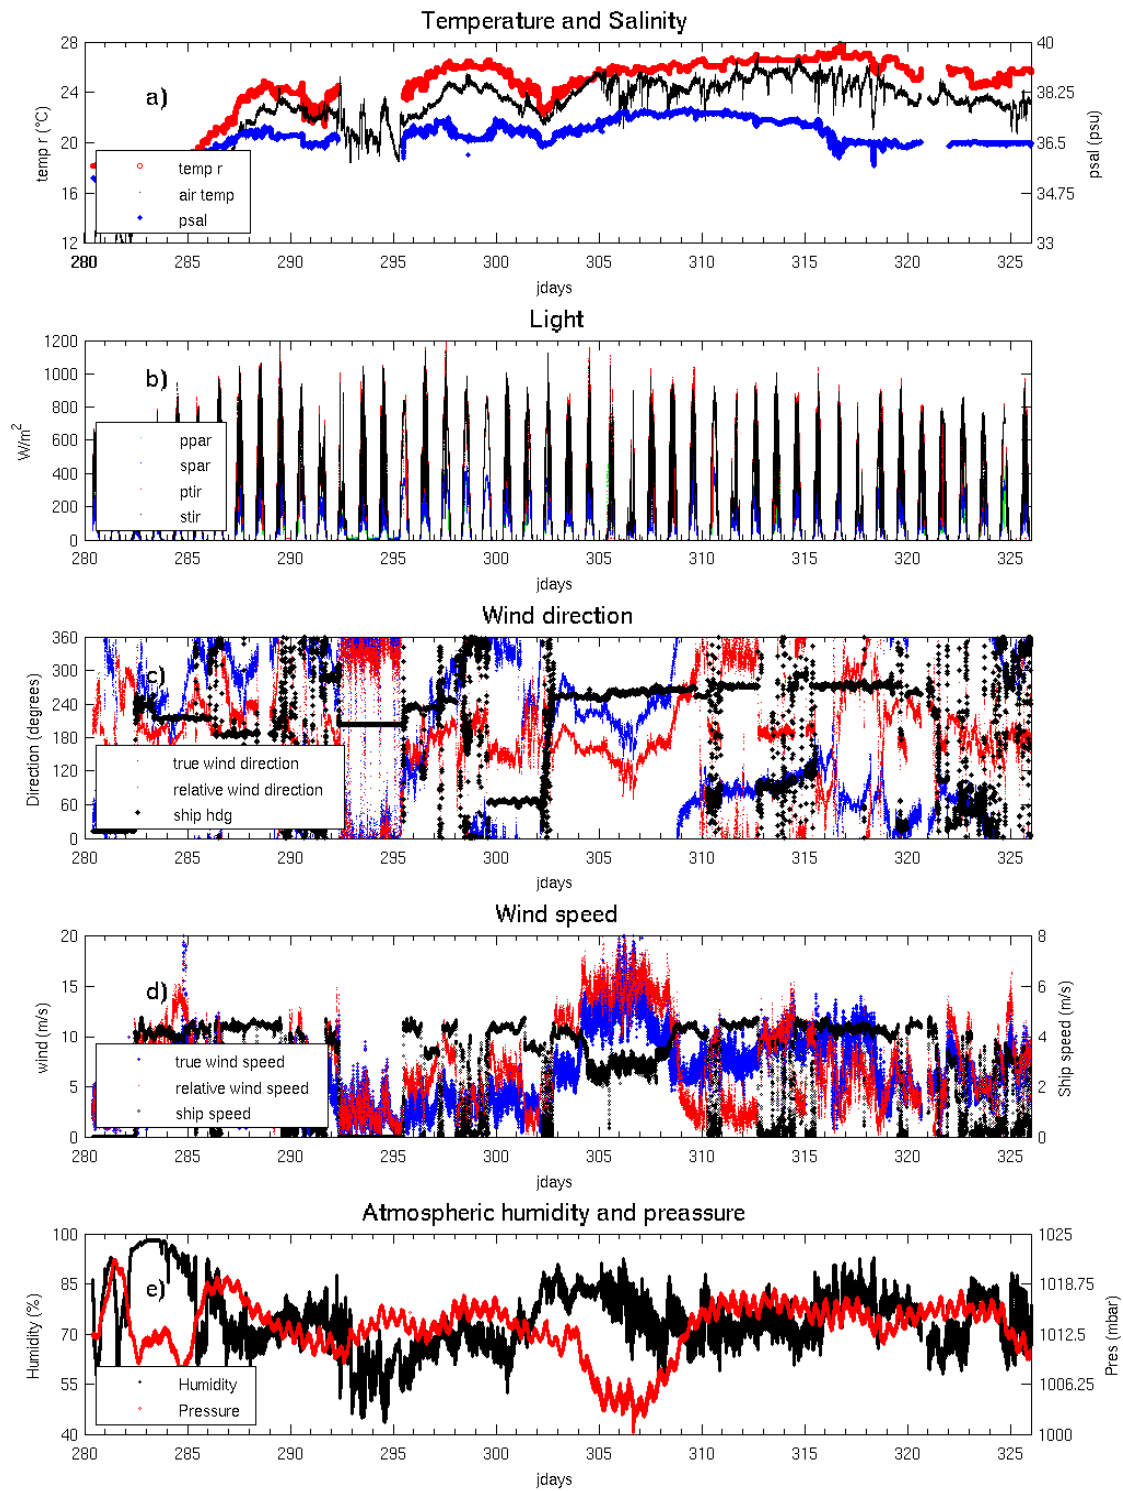 Temperature and Salinity
28 40
24 38.25
20 36.5
16 34.75
12 33
temp r (°C)
psal (psu)
a)
temp r
air temp
psal
280 285 290 295 300 305 310 315 320 325
jdays
Light
1200
1000
800
600
400
200
0
W/m2
b)
ppar
spar
ptir
stir
280 285 290 295 300 305 310 315 320 325
jdays
Wind direction
360
300
240
180
120
60
0
Direction (degrees)
c)
true wind direction
relative wind direction
ship hdg
280 285 290 295 300 305 310 315 320 325
jdays
Wind speed
20 8
15 6
10 4
5 2
0 0
wind (m/s)
Ship speed (m/s)
d)
true wind speed
relative wind speed
ship speed
280 285 290 295 300 305 310 315 320 325
jdays
Atmospheric humidity and preassure
100 1025
85 1018.75
70 1012.5
55 1006.25
40 1000
Humidity (%)
Pres (mbar)
e)
Humidity
Pressure
280 285 290 295 300 305 310 315 320 325
jdays